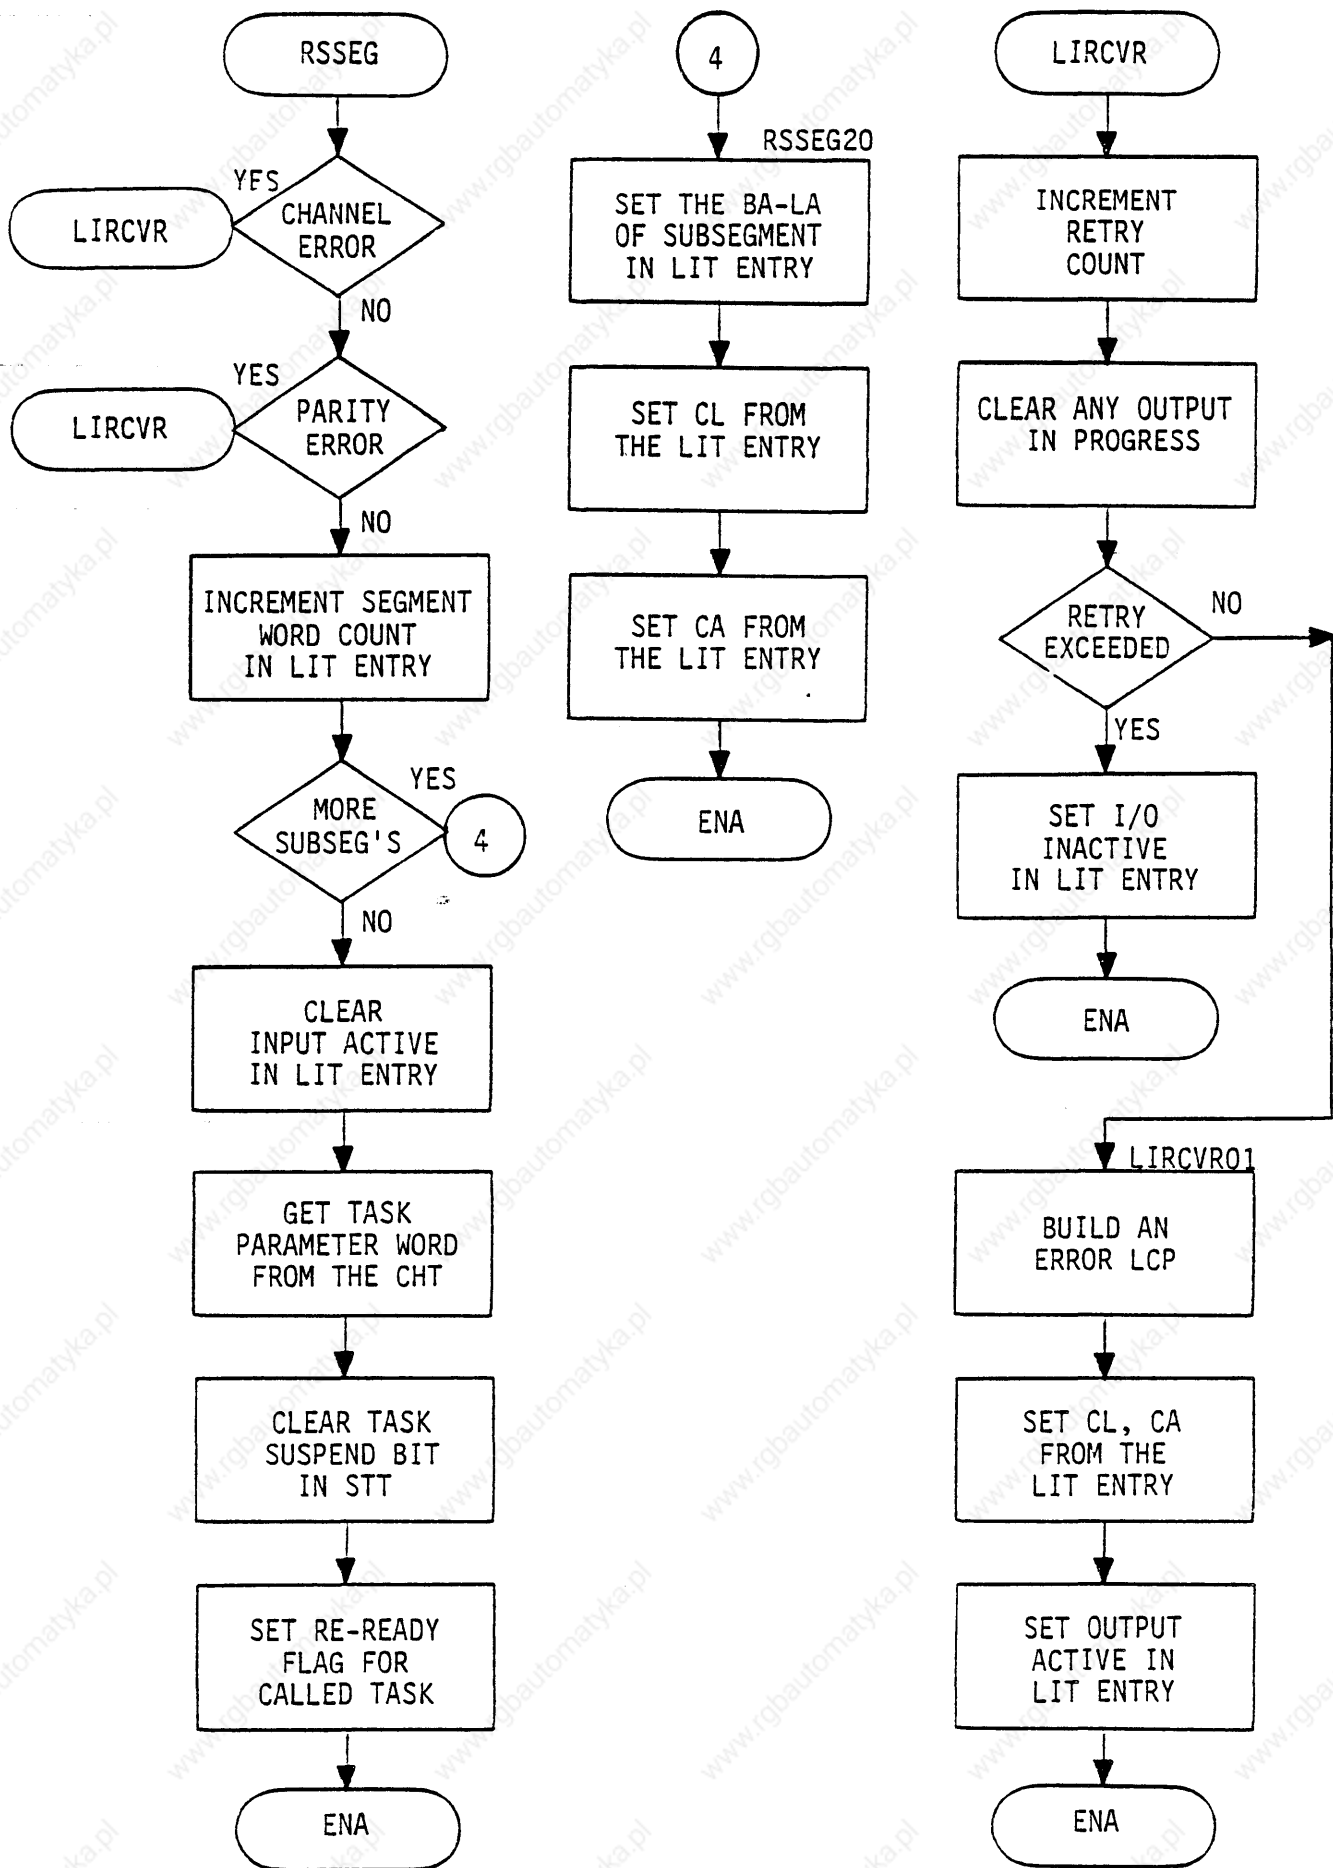 RSSEG
YES
CHANNEL
ERROR
LIRCVR
NO
YES
PARITY
ERROR
LIRCVR
NO
INCREMENT SEGMENT
WORD COUNT
IN LIT ENTRY
YES
MORE
SUBSEG'S
4
NO
CLEAR
INPUT ACTIVE
IN LIT ENTRY
GET TASK
PARAMETER WORD
FROM THE CHT
CLEAR TASK
SUSPEND BIT
IN STT
SET RE-READY
FLAG FOR
CALLED TASK
ENA
4
RSSEG20
SET THE BA-LA
OF SUBSEGMENT
IN LIT ENTRY
SET CL FROM
THE LIT ENTRY
SET CA FROM
THE LIT ENTRY
ENA
LIRCVR
INCREMENT
RETRY
COUNT
CLEAR ANY OUTPUT
IN PROGRESS
RETRY
EXCEEDED
NO
YES
SET I/O
INACTIVE
IN LIT ENTRY
ENA
LIRCVR01
BUILD AN
ERROR LCP
SET CL, CA
FROM THE
LIT ENTRY
SET OUTPUT
ACTIVE IN
LIT ENTRY
ENA
www.rgbautomatyka.pl